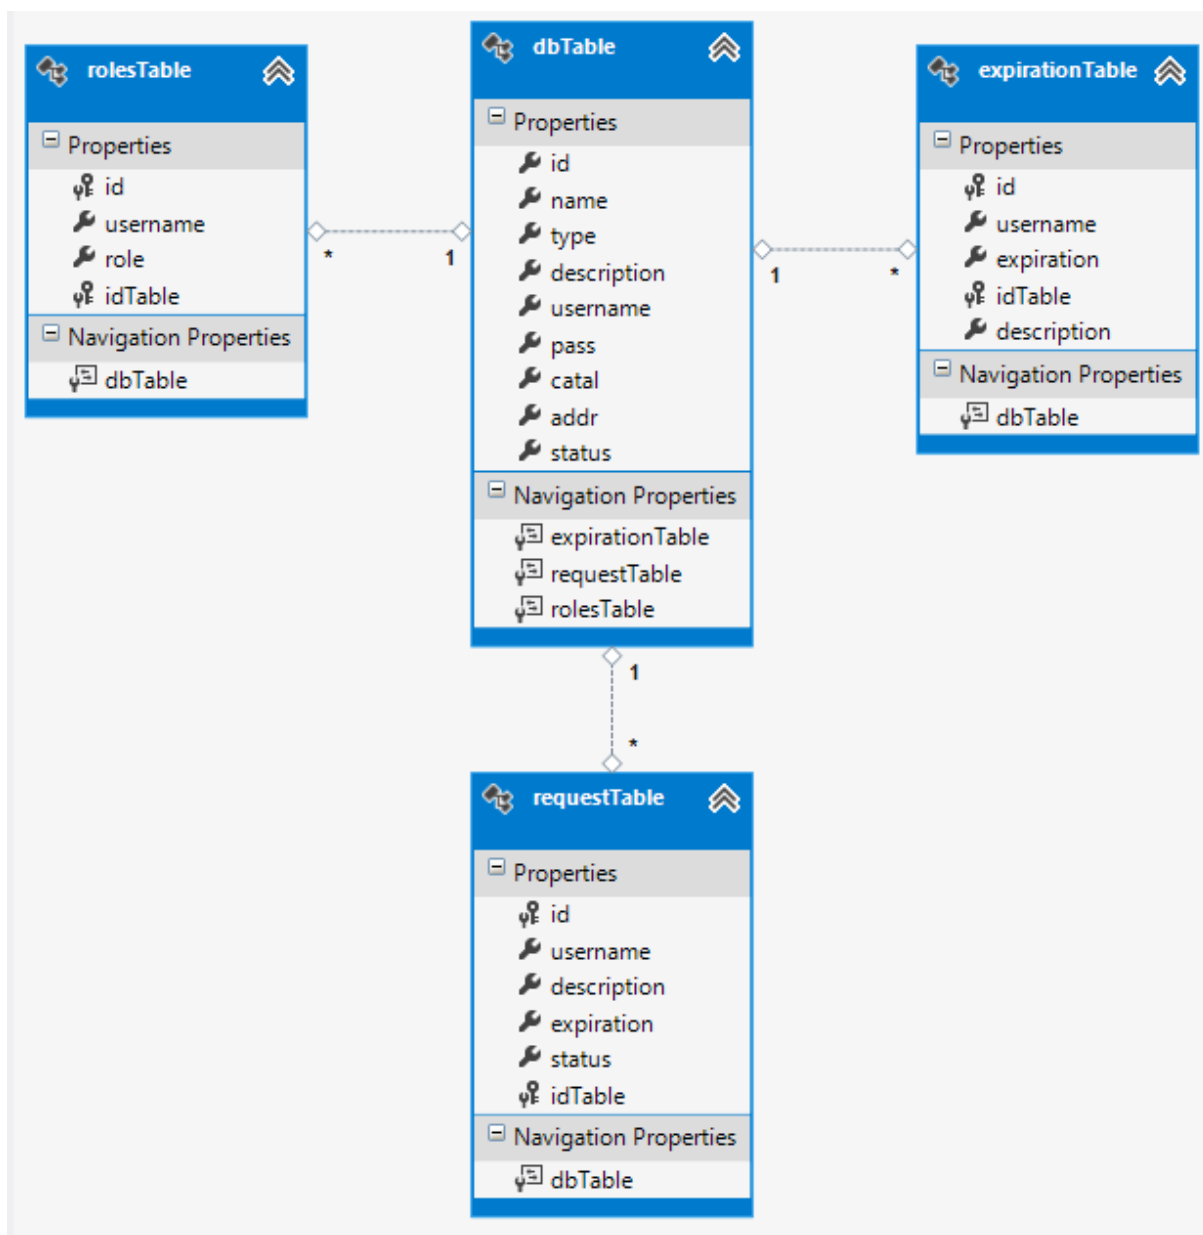 rolesTable
Properties
id
username
role
idTable
Navigation Properties
dbTable
*
1
dbTable
Properties
id
name
type
description
username
pass
catal
addr
status
Navigation Properties
expirationTable
requestTable
rolesTable
1
*
expirationTable
Properties
id
username
expiration
idTable
description
Navigation Properties
dbTable
1
*
requestTable
Properties
id
username
description
expiration
status
idTable
Navigation Properties
dbTable